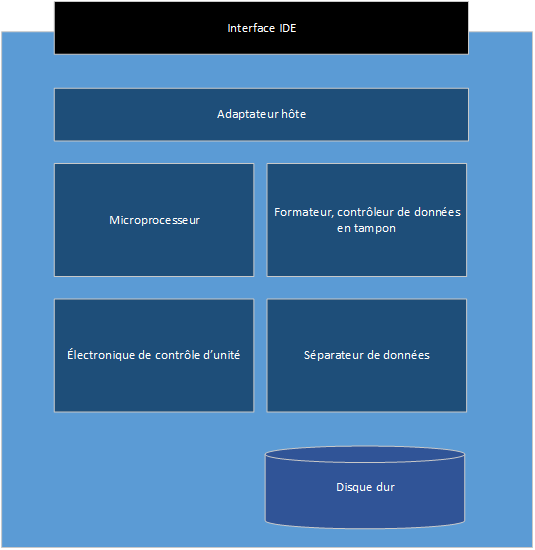 Interface IDE
Adaptateur hôte
Microprocesseur
Formateur, contrôleur de données
en tampon
Électronique de contrôle d’unité
Séparateur de données
Disque dur